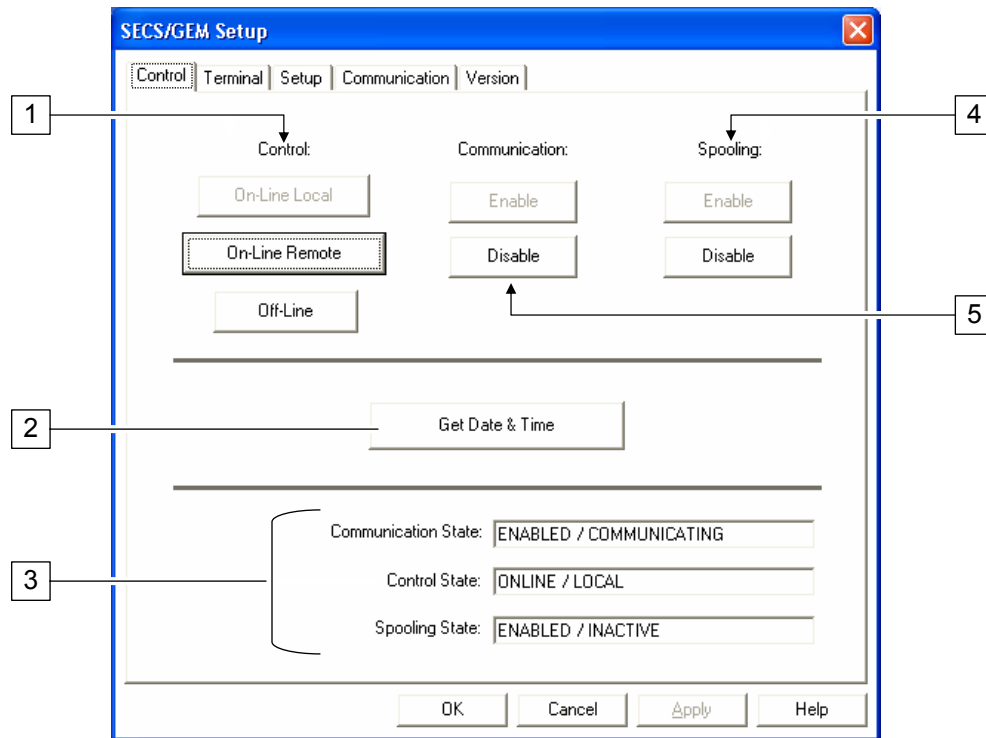 SECS/GEM Setup
Control Terminal Setup Communication Version
1
4
Control: Communication: Spooling:
On-Line Local Enable Enable
On-Line Remote Disable Disable
Off-Line
5
2
Get Date & Time
3
Communication State: ENABLED / COMMUNICATING
Control State: ONLINE / LOCAL
Spooling State: ENABLED / INACTIVE
OK Cancel Apply Help